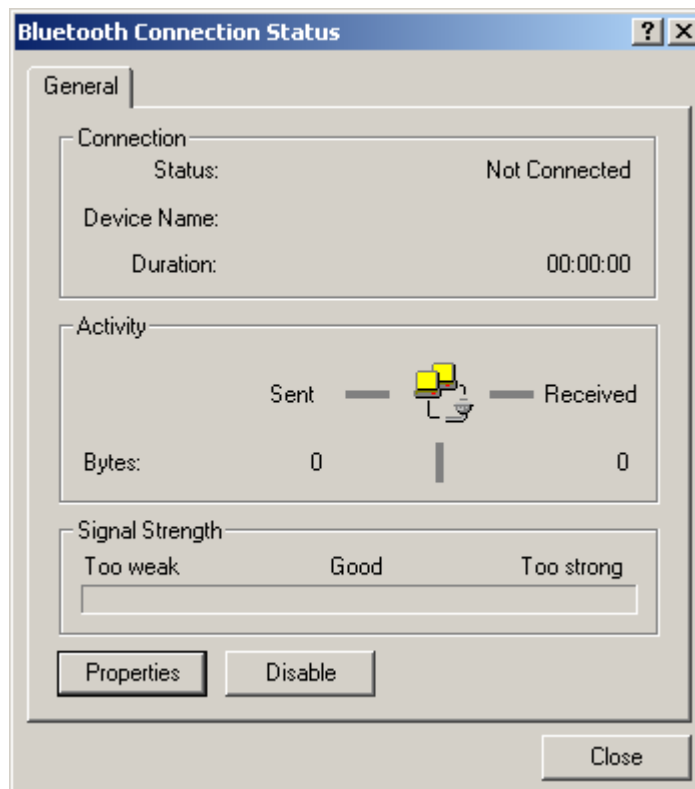 Bluetooth Connection Status
General
Connection
Status: Not Connected
Device Name:
Duration: 00:00:00
Activity
Sent Received
Bytes: 0 0
Signal Strength
Too weak Good Too strong
Properties Disable
Close